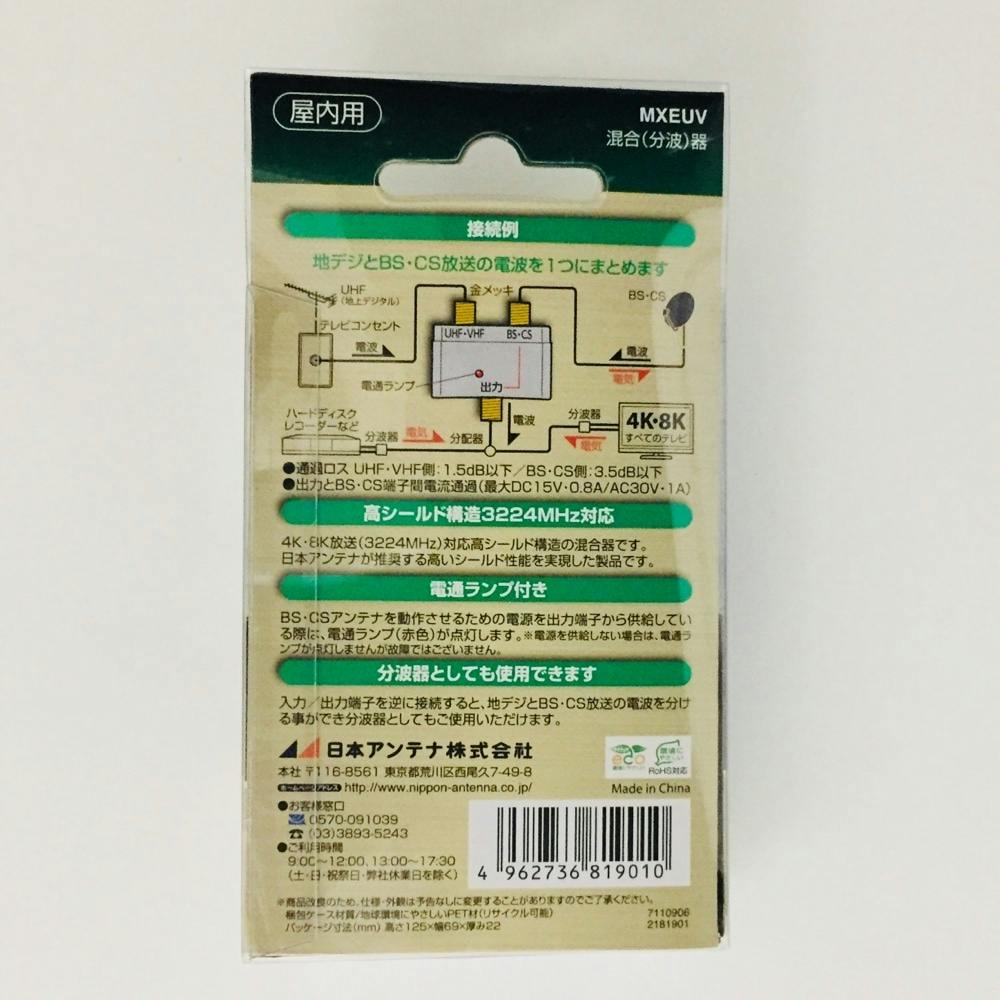 屋内用
MXEUV
混合(分波)器
接続例
地デジとBS・CS放送の電波を1つにまとめます
UHF
(地上デジタル)
金メッキ
BS・CS
テレビコンセント
UHF・VHF BS・CS
電波
電波
電気
電通ランプ
出力
ハードディスク
レコーダーなど
分波器
電気
分配器
電波
分波器
電気
4K・8K
すべてのテレビ
●通過ロス UHF・VHF側:1.5dB以下/BS・CS側:3.5dB以下
●出力とBS・CS端子間電流通過(最大DC15V・0.8A/AC30V・1A)
高シールド構造3224MHz対応
4K・8K放送(3224MHz)対応高シールド構造の混合器です。
日本アンテナが推奨する高いシールド性能を実現した製品です。
電通ランプ付き
BS・CSアンテナを動作させるための電源を出力端子から供給してい
る際は、電通ランプ(赤色)が点灯します。※電源を供給しない場合は、電通ラ
ンプが点灯しませんが故障ではございません。
分波器としても使用できます
入力/出力端子を逆に接続すると、地デジとBS・CS放送の電波を分け
る事ができ分波器としてもご使用いただけます。
日本アンテナ株式会社
本社 〒116-8561 東京都荒川区西尾久7-49-8
ホームページアドレス http://www.nippon-antenna.co.jp/
eco
環境に
やさしい
RoHS対応
Made in China
●お客様窓口
0570-091039
☎ (03)3893-5243
●ご利用時間
9:00〜12:00、13:00〜17:30
(土・日・祝祭日・弊社休業日を除く)
4 962736 819010
※商品改良のため、仕様・外観は予告なしに変更することがありますのでご了承ください。
梱包ケース材質/地球環境にやさしいPET材(リサイクル可能)
パッケージ寸法(mm) 高さ125×幅69×厚み22
7110906
2181901